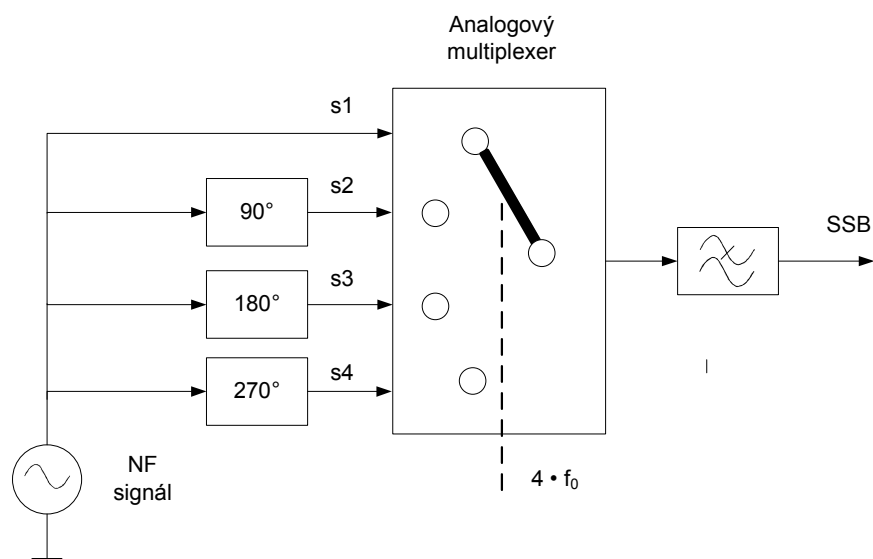 Analogový
multiplexer
s1
s2
90°
SSB
s3
180°
s4
270°
NF
signál
4 • f₀